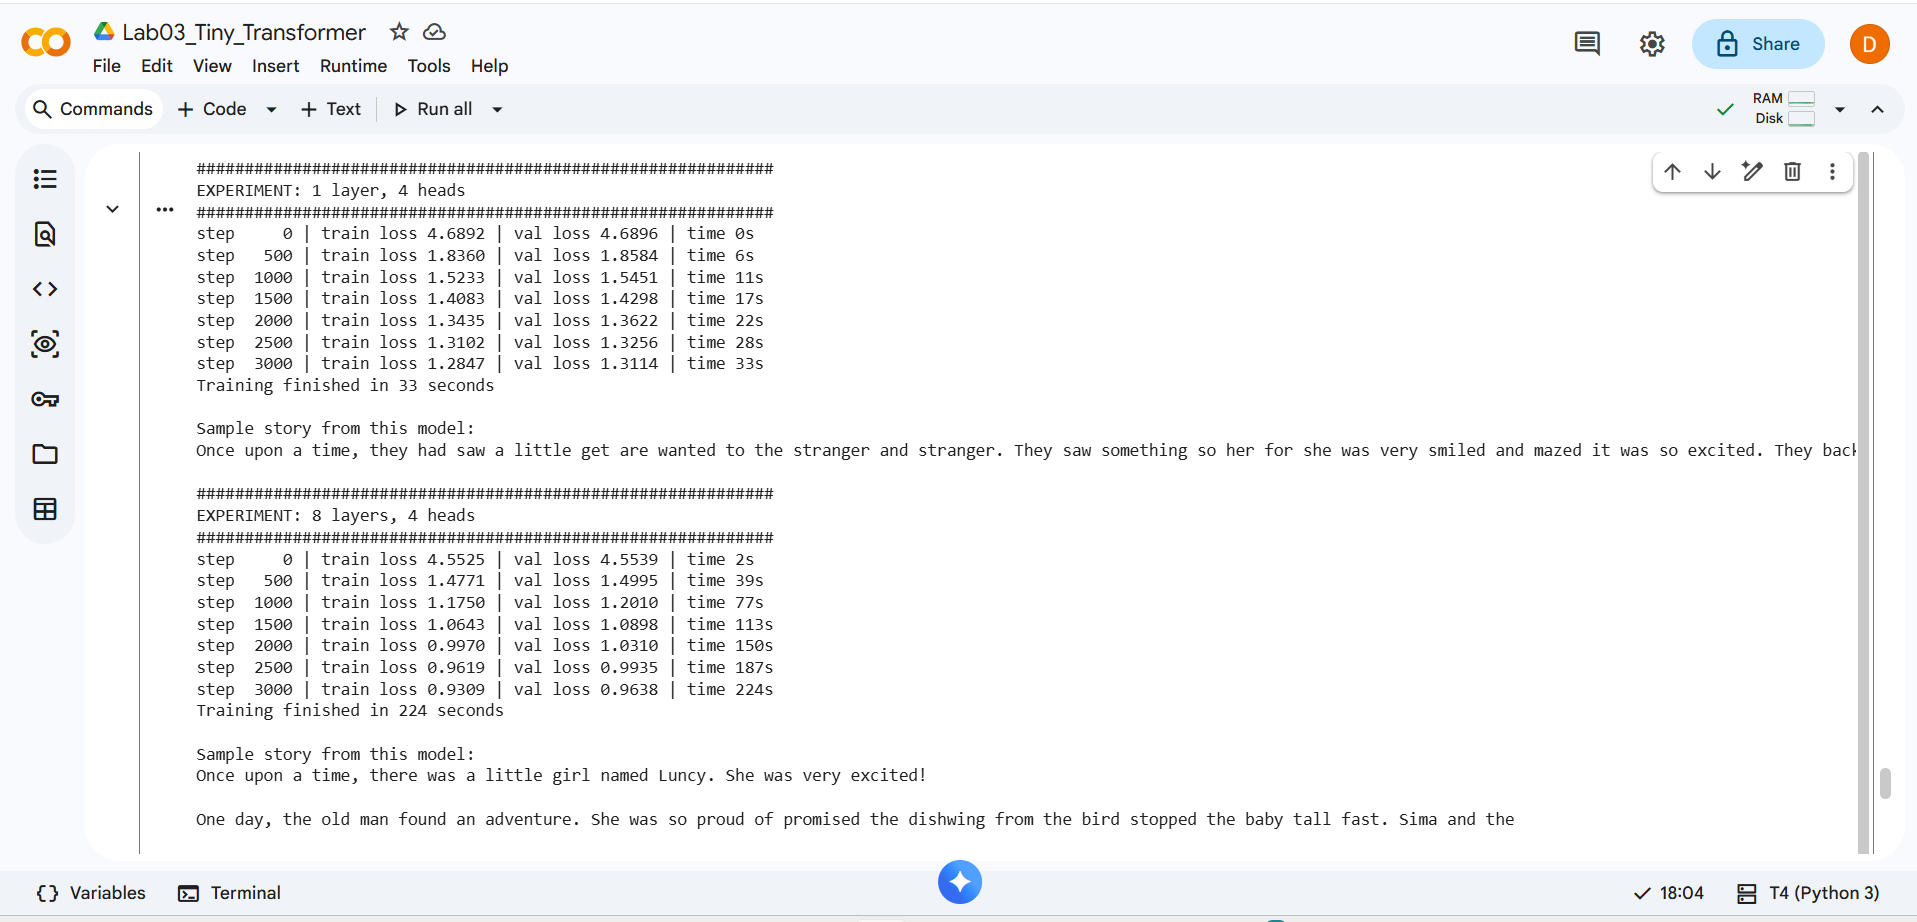 Lab03_Tiny_Transformer
File Edit View Insert Runtime Tools Help
Share
D
Commands + Code + Text Run all
RAM
Disk
############################################################
EXPERIMENT: 1 layer, 4 heads
############################################################
step     0 | train loss 4.6892 | val loss 4.6896 | time 0s
step   500 | train loss 1.8360 | val loss 1.8584 | time 6s
step  1000 | train loss 1.5233 | val loss 1.5451 | time 11s
step  1500 | train loss 1.4083 | val loss 1.4298 | time 17s
step  2000 | train loss 1.3435 | val loss 1.3622 | time 22s
step  2500 | train loss 1.3102 | val loss 1.3256 | time 28s
step  3000 | train loss 1.2847 | val loss 1.3114 | time 33s
Training finished in 33 seconds
Sample story from this model:
Once upon a time, they had saw a little get are wanted to the stranger and stranger. They saw something so her for she was very smiled and mazed it was so excited. They back
############################################################
EXPERIMENT: 8 layers, 4 heads
############################################################
step     0 | train loss 4.5525 | val loss 4.5539 | time 2s
step   500 | train loss 1.4771 | val loss 1.4995 | time 39s
step  1000 | train loss 1.1750 | val loss 1.2010 | time 77s
step  1500 | train loss 1.0643 | val loss 1.0898 | time 113s
step  2000 | train loss 0.9970 | val loss 1.0310 | time 150s
step  2500 | train loss 0.9619 | val loss 0.9935 | time 187s
step  3000 | train loss 0.9309 | val loss 0.9638 | time 224s
Training finished in 224 seconds
Sample story from this model:
Once upon a time, there was a little girl named Luncy. She was very excited!
One day, the old man found an adventure. She was so proud of promised the dishwing from the bird stopped the baby tall fast. Sima and the
Variables Terminal
18:04 T4 (Python 3)